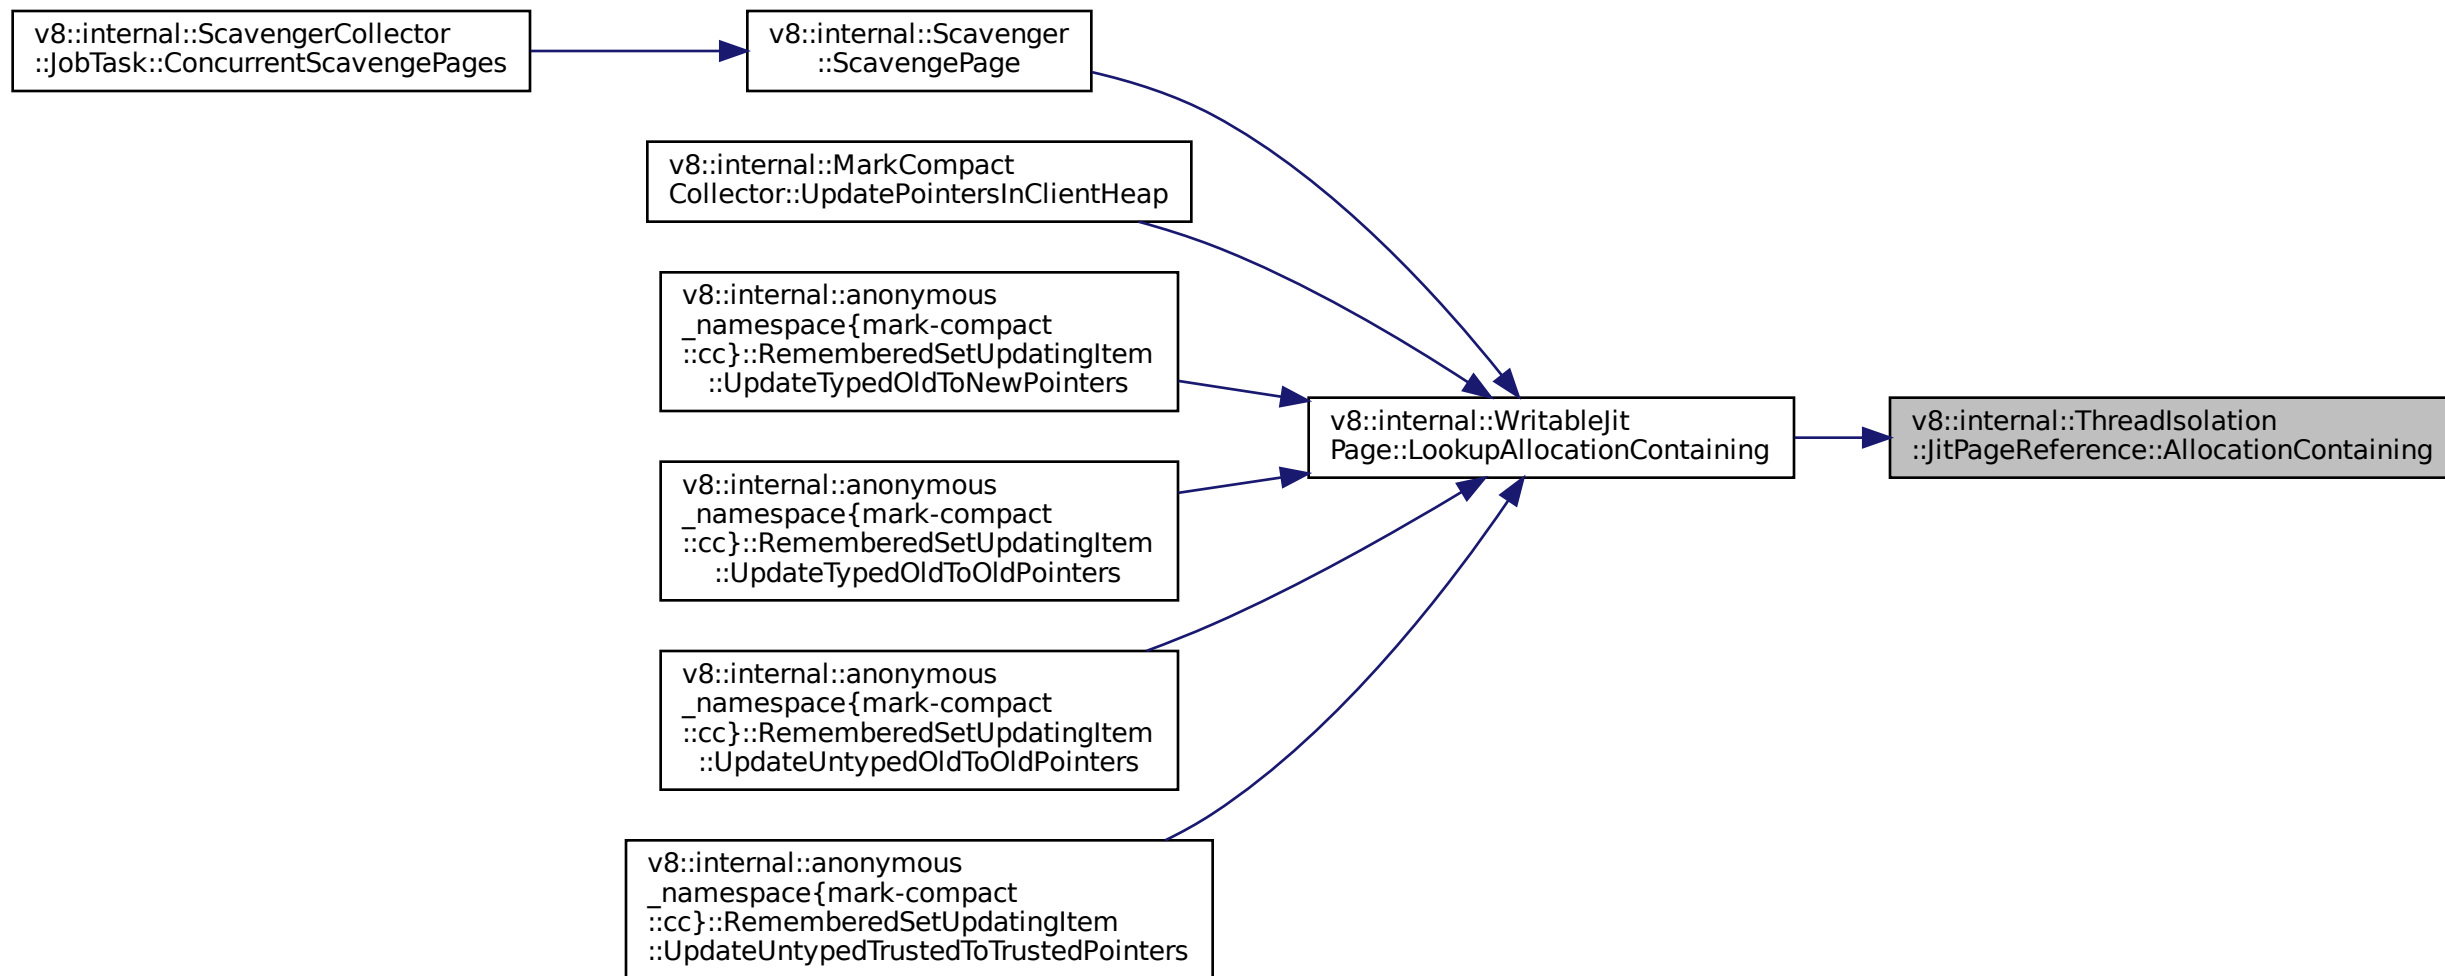 v8::internal::ScavengerCollector
::JobTask::ConcurrentScavengePages
v8::internal::Scavenger
::ScavengePage
v8::internal::MarkCompact
Collector::UpdatePointersInClientHeap
v8::internal::anonymous
_namespace{mark-compact
::cc}::RememberedSetUpdatingItem
::UpdateTypedOldToNewPointers
v8::internal::anonymous
_namespace{mark-compact
::cc}::RememberedSetUpdatingItem
::UpdateTypedOldToOldPointers
v8::internal::anonymous
_namespace{mark-compact
::cc}::RememberedSetUpdatingItem
::UpdateUntypedOldToOldPointers
v8::internal::anonymous
_namespace{mark-compact
::cc}::RememberedSetUpdatingItem
::UpdateUntypedTrustedToTrustedPointers
v8::internal::WritableJit
Page::LookupAllocationContaining
v8::internal::ThreadIsolation
::JitPageReference::AllocationContaining